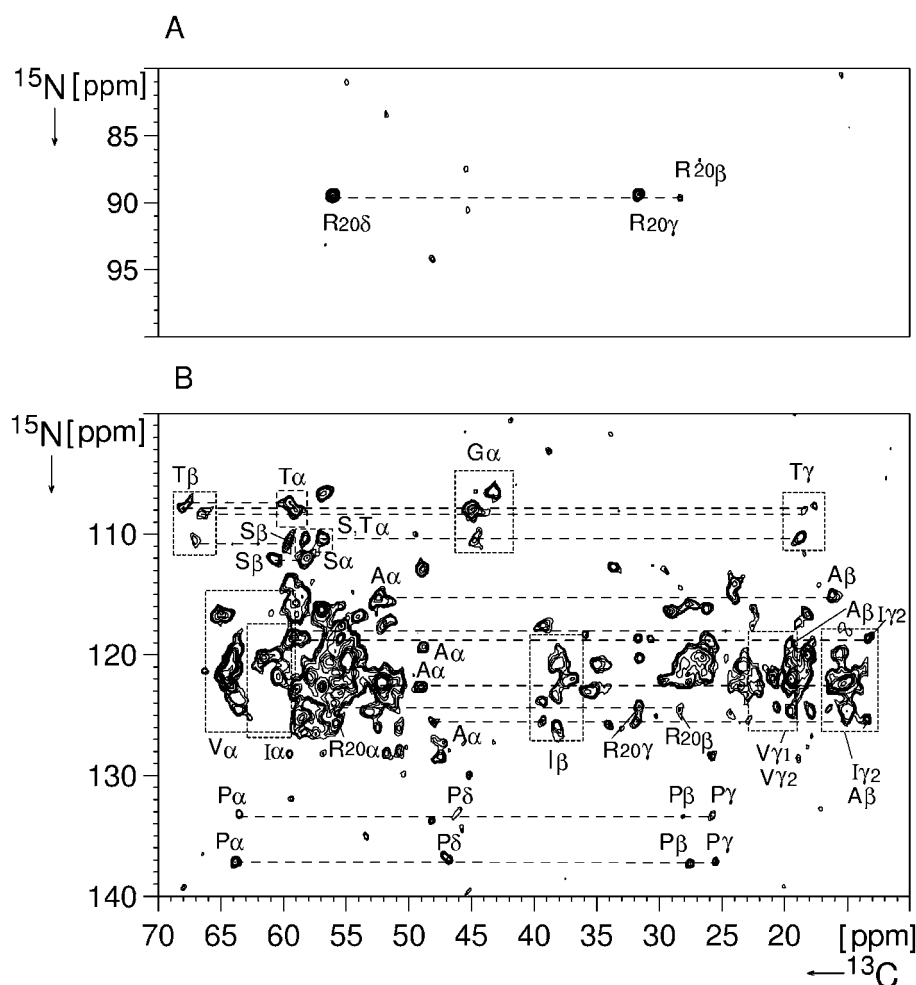 A
15N [ppm]
85
R20β
90
R20δ R20γ
95
B
15N [ppm]
Gα
Tβ Tα Tγ
110
Sβ S,Tα
Sβ Sα
Aα Aβ
Aβ Iγ2
120
Aα
Aα
Vα Iα R20α Aα Iβ R20γ R20β Vγ1
Vγ2 Iγ2
Aβ
130
Pα Pδ Pβ Pγ
Pα Pδ Pβ Pγ
140
70 65 60 55 50 45 40 35 30 25 20 [ppm]
13C